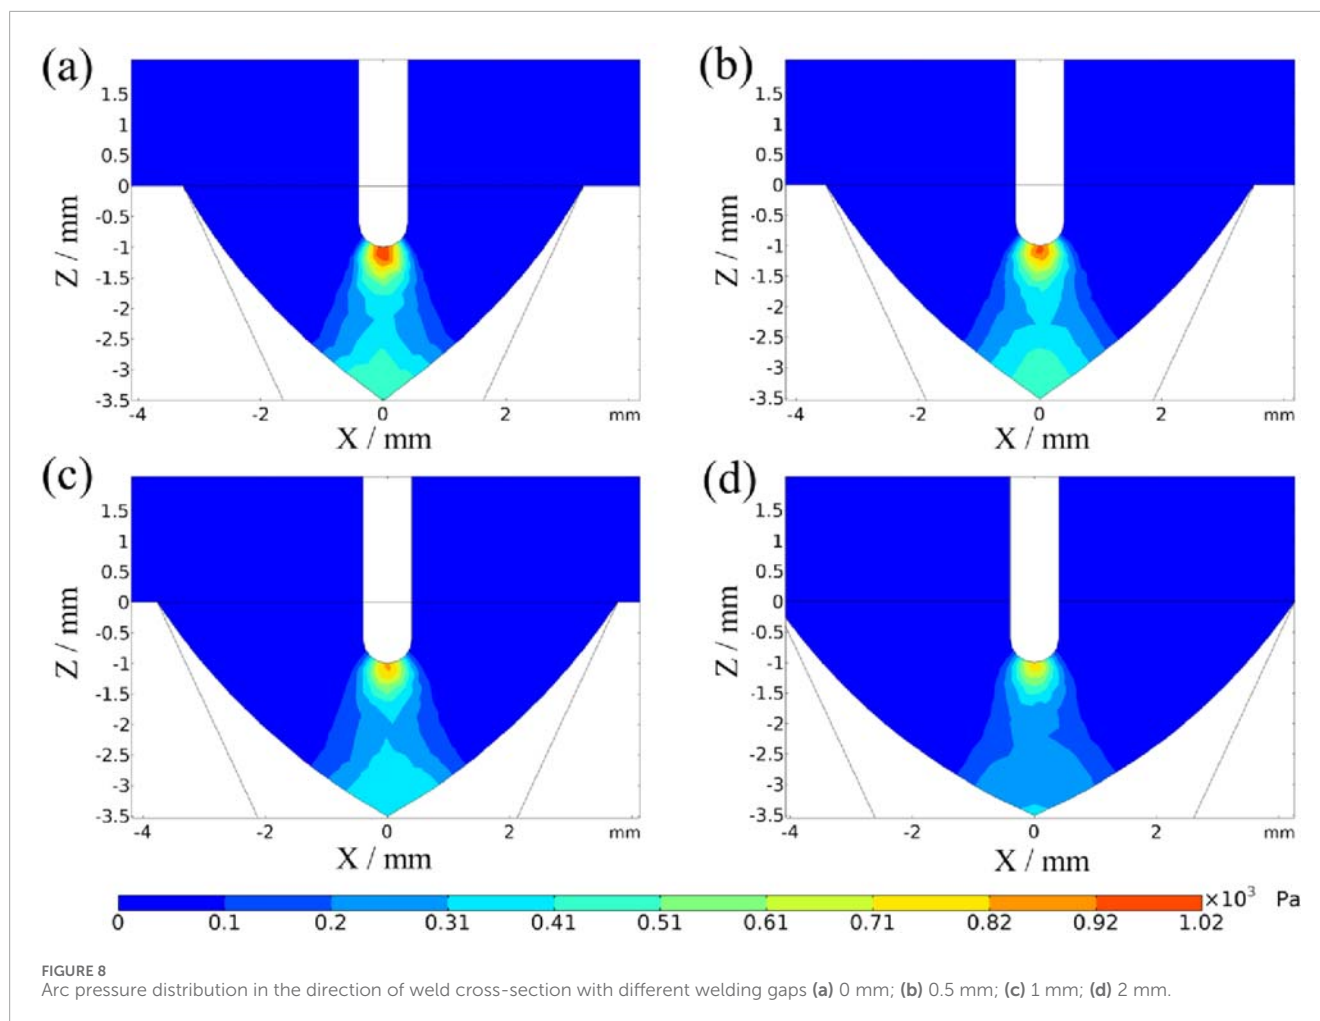 (a)
1.5
1
0.5
0
-0.5
-1
-1.5
-2
-2.5
-3
-3.5
Z / mm
-4 -2 0 2 mm
X / mm
(b)
1.5
1
0.5
0
-0.5
-1
-1.5
-2
-2.5
-3
-3.5
Z / mm
-4 -2 0 2 mm
X / mm
(c)
1.5
1
0.5
0
-0.5
-1
-1.5
-2
-2.5
-3
-3.5
Z / mm
-4 -2 0 2 mm
X / mm
(d)
1.5
1
0.5
0
-0.5
-1
-1.5
-2
-2.5
-3
-3.5
Z / mm
-4 -2 0 2 mm
X / mm
×10³ Pa
0 0.1 0.2 0.31 0.41 0.51 0.61 0.71 0.82 0.92 1.02
FIGURE 8
Arc pressure distribution in the direction of weld cross-section with different welding gaps (a) 0 mm; (b) 0.5 mm; (c) 1 mm; (d) 2 mm.